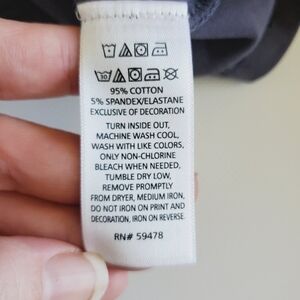 95% COTTON
5% SPANDEX/ELASTANE
EXCLUSIVE OF DECORATION
TURN INSIDE OUT,
MACHINE WASH COOL,
WASH WITH LIKE COLORS,
ONLY NON-CHLORINE
BLEACH WHEN NEEDED,
TUMBLE DRY LOW,
REMOVE PROMPTLY
FROM DRYER, MEDIUM IRON,
DO NOT IRON ON PRINT AND
DECORATION, IRON ON REVERSE.
RN# 59478